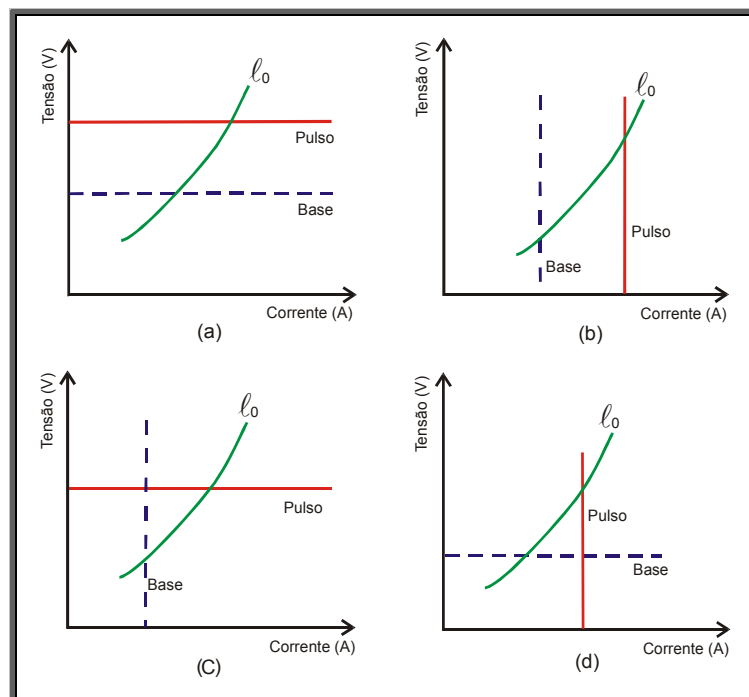 Tensão (V)
ℓ₀
Pulso
Base
Corrente (A)
(a)
Tensão (V)
ℓ₀
Pulso
Base
Corrente (A)
(b)
Tensão (V)
ℓ₀
Pulso
Base
Corrente (A)
(C)
Tensão (V)
ℓ₀
Pulso
Base
Corrente (A)
(d)